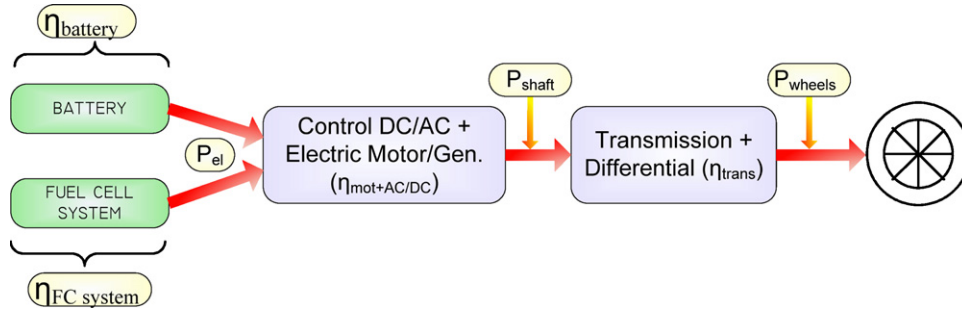 ηbattery
BATTERY
Pel
FUEL CELL
SYSTEM
ηFC system
Control DC/AC +
Electric Motor/Gen.
(ηmot+AC/DC)
Pshaft
Transmission +
Differential (ηtrans)
Pwheels